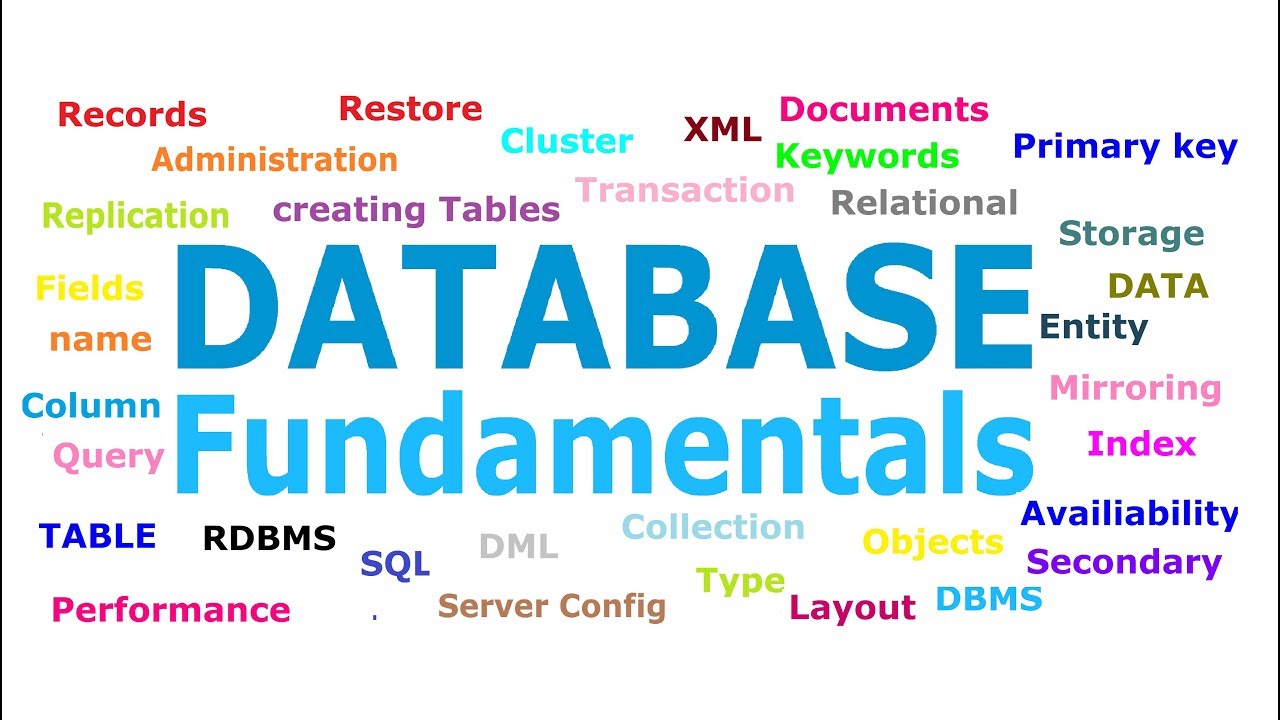 Records
Restore
Documents
Cluster
XML
Primary key
Administration
Keywords
Transaction
Replication
creating Tables
Relational
Storage
DATABASE
Fields
DATA
name
Entity
Mirroring
Column
Fundamentals
Query
Index
Availiability
TABLE
RDBMS
Collection
Objects
SQL
DML
Secondary
Type
Performance
Server Config
Layout
DBMS